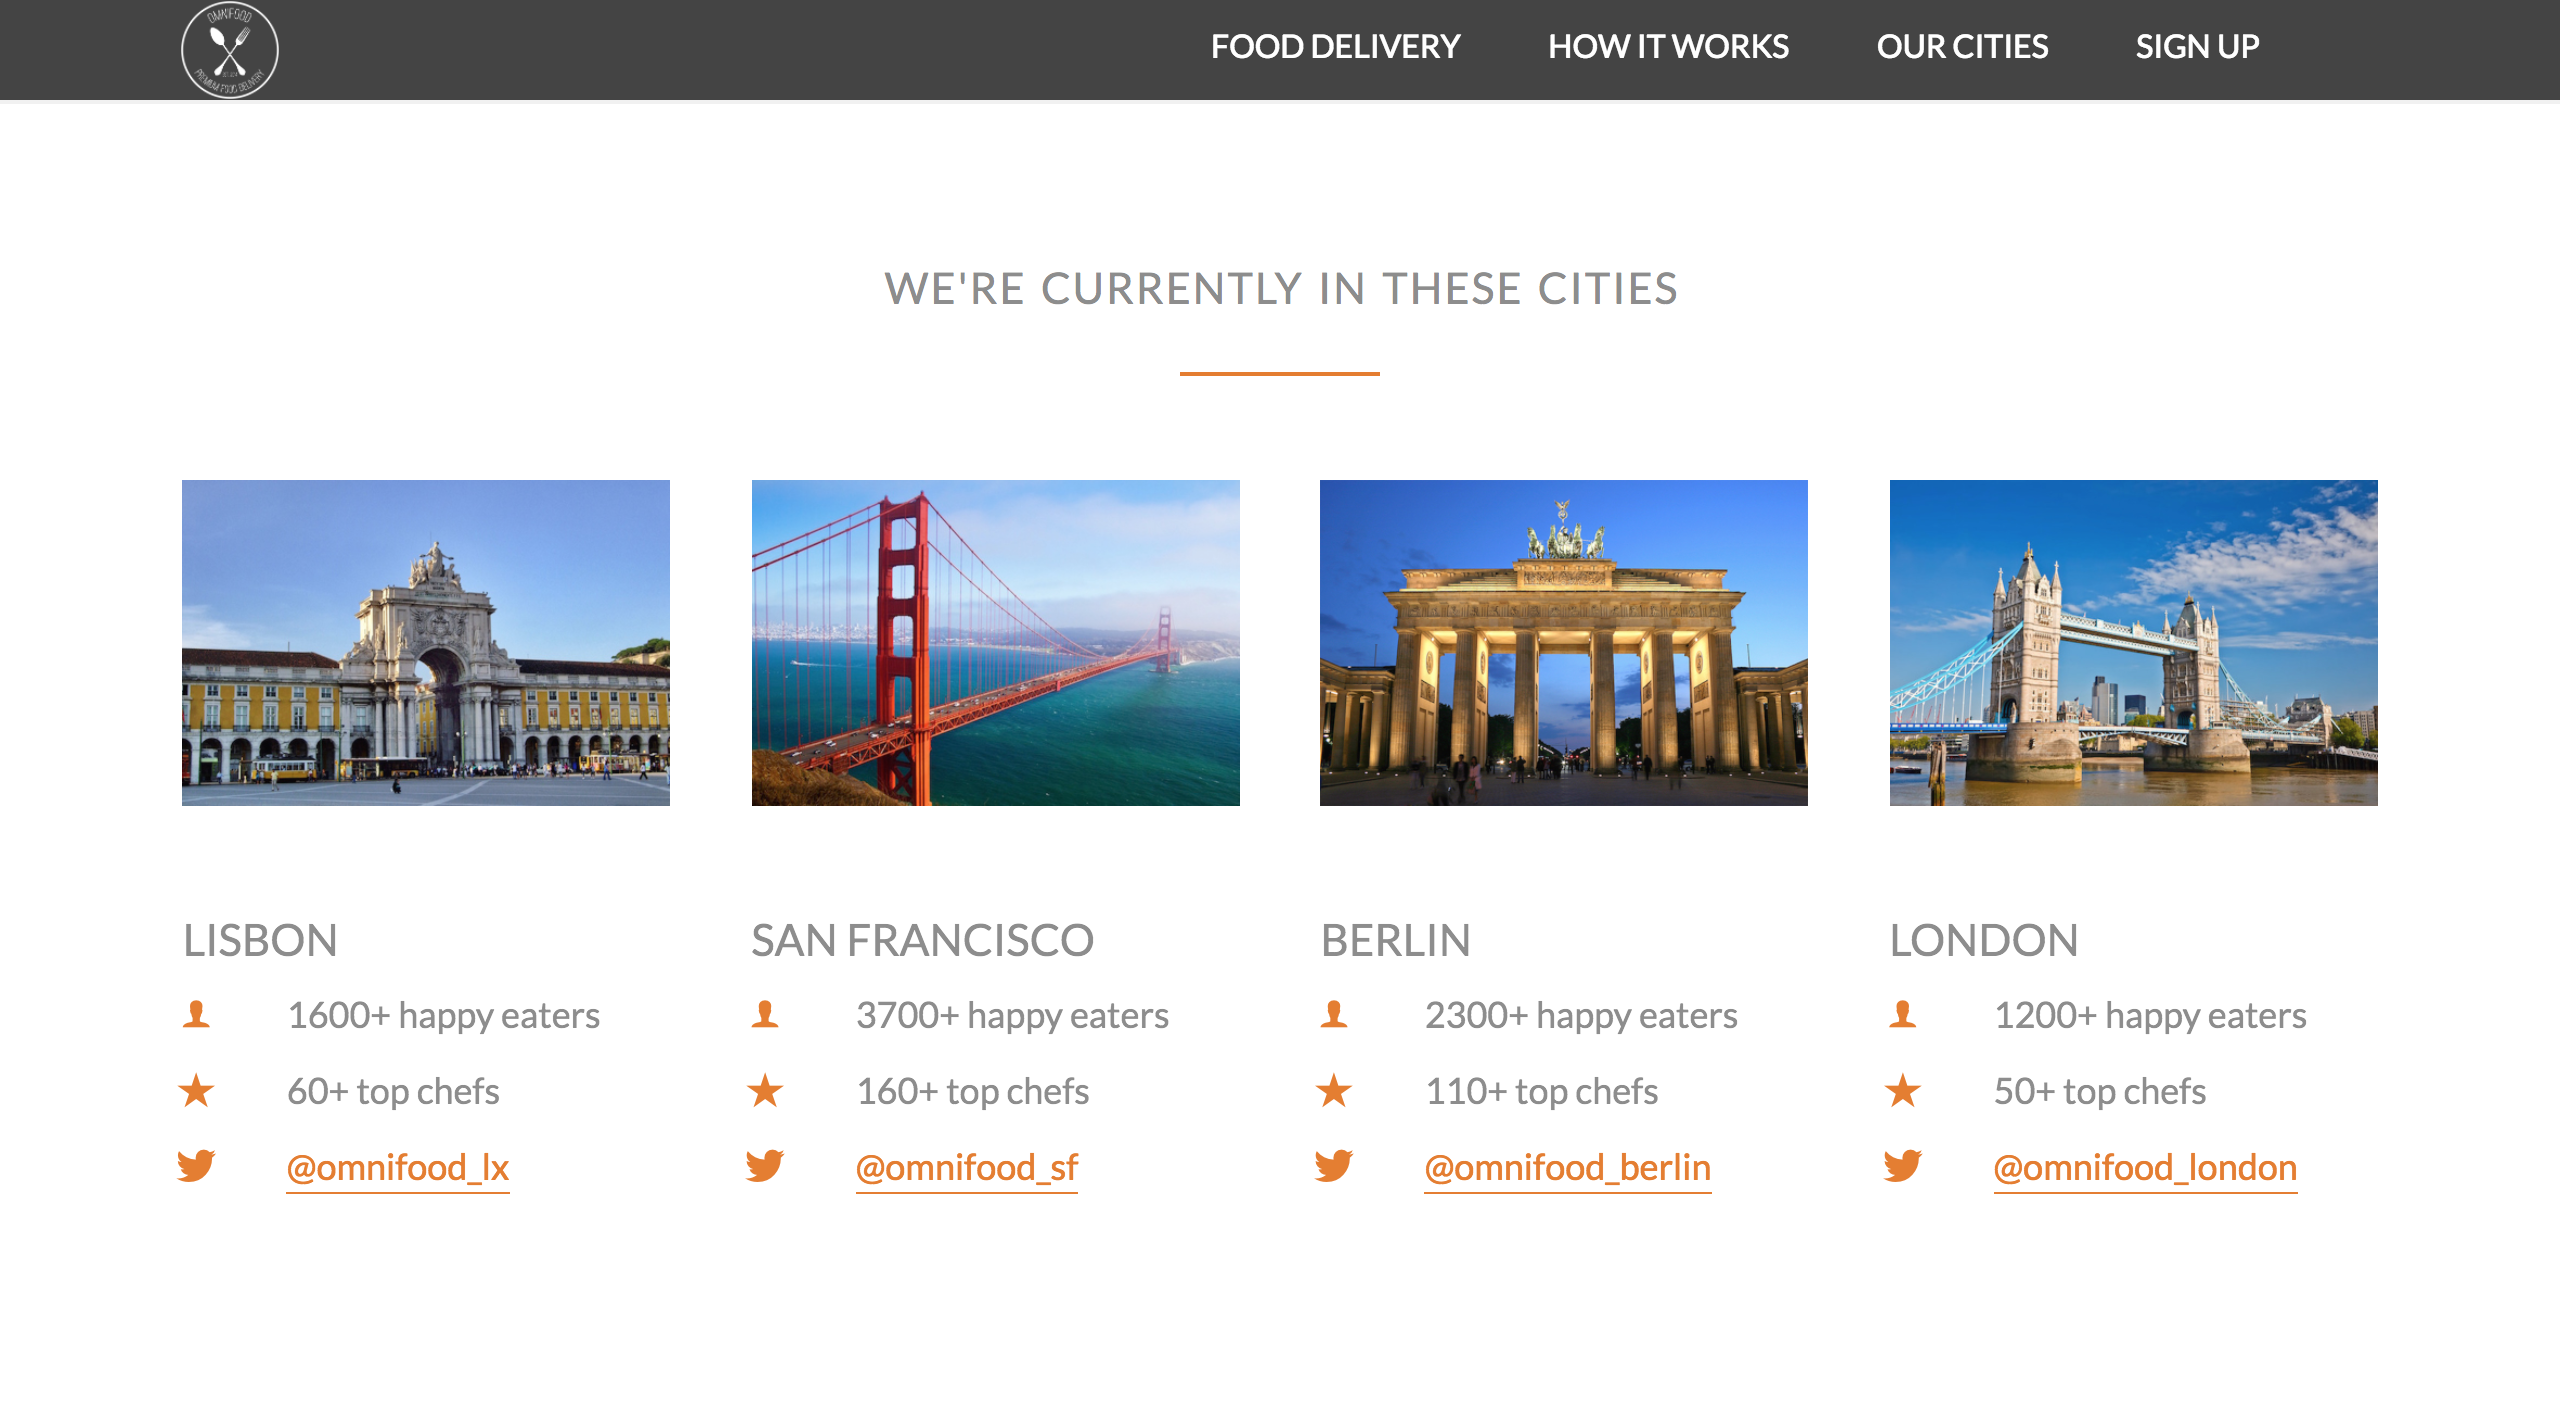 OMNIFOOD
PREMIUM FOOD DELIVERY
FOOD DELIVERY
HOW IT WORKS
OUR CITIES
SIGN UP
WE'RE CURRENTLY IN THESE CITIES
LISBON
1600+ happy eaters
60+ top chefs
@omnifood_lx
SAN FRANCISCO
3700+ happy eaters
160+ top chefs
@omnifood_sf
BERLIN
2300+ happy eaters
110+ top chefs
@omnifood_berlin
LONDON
1200+ happy eaters
50+ top chefs
@omnifood_london